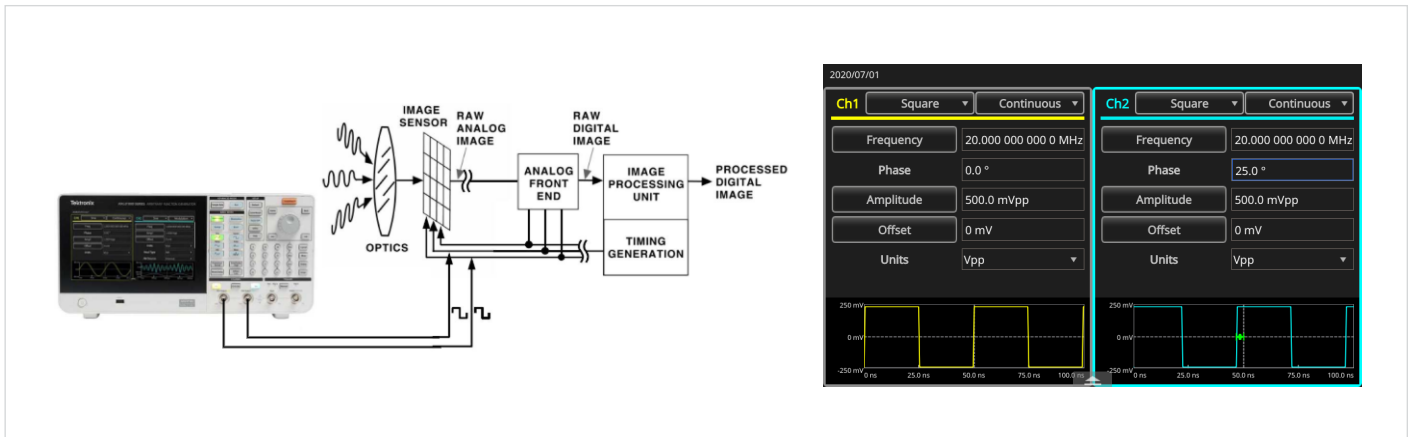 Tektronix
IMAGE
SENSOR
RAW
ANALOG
IMAGE
RAW
DIGITAL
IMAGE
ANALOG
FRONT
END
IMAGE
PROCESSING
UNIT
PROCESSED
DIGITAL
IMAGE
OPTICS
TIMING
GENERATION
2020/07/01
Ch1 Square Continuous
Frequency 20.000 000 000 0 MHz
Phase 0.0 °
Amplitude 500.0 mVpp
Offset 0 mV
Units Vpp
250 mV
0 mV
-250 mV
0 ns 25.0 ns 50.0 ns 75.0 ns 100.0 ns
Ch2 Square Continuous
Frequency 20.000 000 000 0 MHz
Phase 25.0 °
Amplitude 500.0 mVpp
Offset 0 mV
Units Vpp
250 mV
0 mV
-250 mV
0 ns 25.0 ns 50.0 ns 75.0 ns 100.0 ns